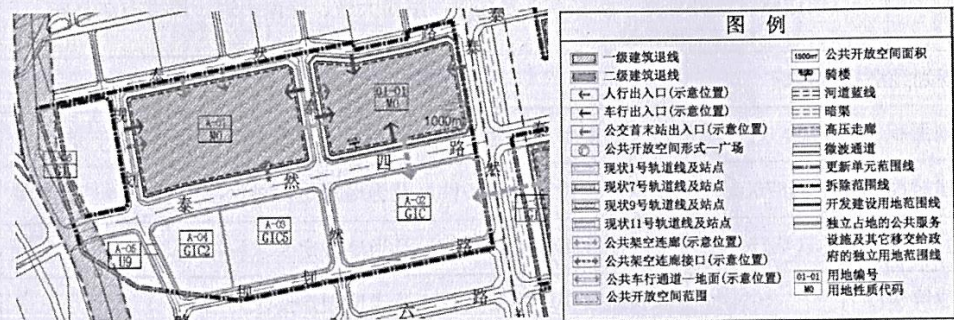 路
泰
泰
然
01-01
M0
A-01
M0
1000㎡
四
路
泰
然
然
A-02
GIC
A-03
GIC5
A-04
GIC2
A-05
U9
然
路
路
图 例
一级建筑退线
二级建筑退线
人行出入口(示意位置)
车行出入口(示意位置)
公交首末站出入口(示意位置)
公共开放空间形式—广场
现状1号轨道线及站点
现状7号轨道线及站点
现状9号轨道线及站点
现状11号轨道线及站点
公共架空连廊(示意位置)
公共架空连廊接口(示意位置)
公共车行通道—地面(示意位置)
公共开放空间范围
1500㎡ 公共开放空间面积
骑楼
河道蓝线
暗渠
高压走廊
微波通道
更新单元范围线
拆除范围线
开发建设用地范围线
独立占地的公共服务
设施及其它移交给政
府的独立用地范围线
01-01 用地编号
M0 用地性质代码